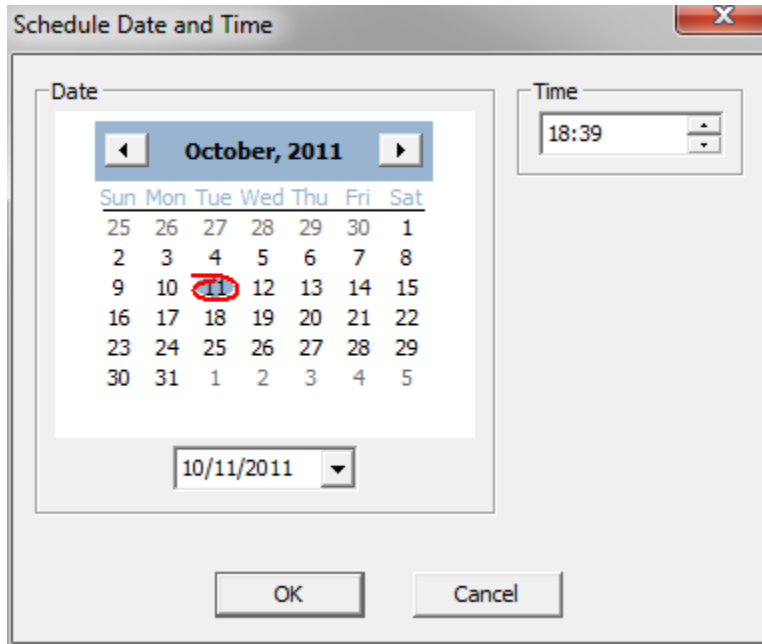 Schedule Date and Time
Date
October, 2011
Sun Mon Tue Wed Thu Fri Sat
25 26 27 28 29 30 1
2 3 4 5 6 7 8
9 10 11 12 13 14 15
16 17 18 19 20 21 22
23 24 25 26 27 28 29
30 31 1 2 3 4 5
10/11/2011
Time
18:39
OK Cancel